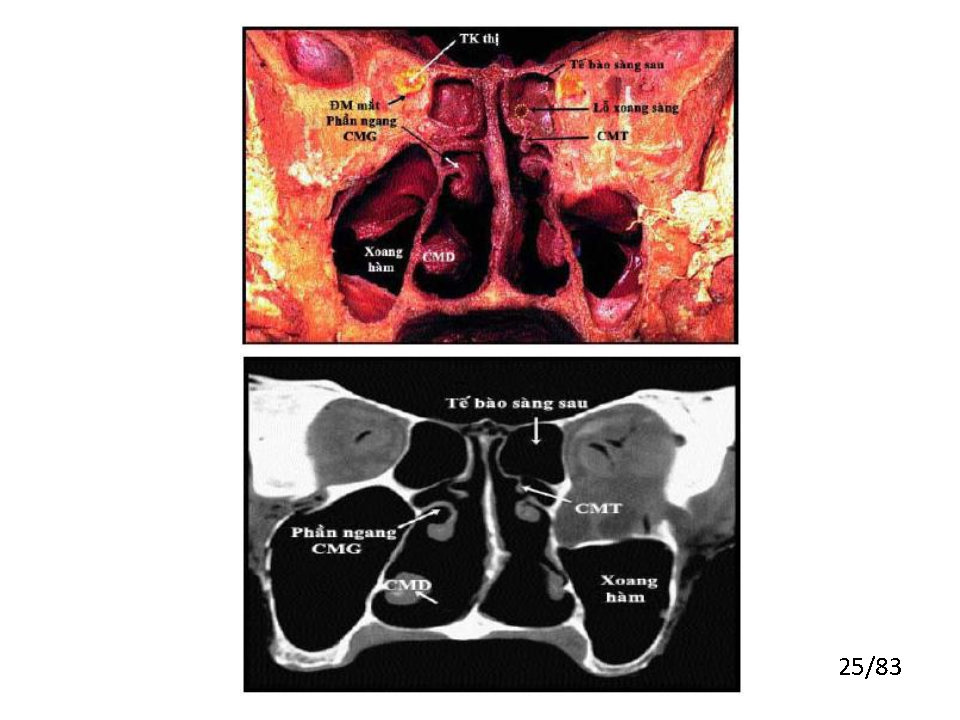 TK thị
Tế bào sàng sau
ĐM mắt
Lỗ xoang sàng
Phần ngang
CMG
CMT
Xoang
hàm
CMD
Tế bào sàng sau
CMT
Phần ngang
CMG
CMD
Xoang
hàm
25/83